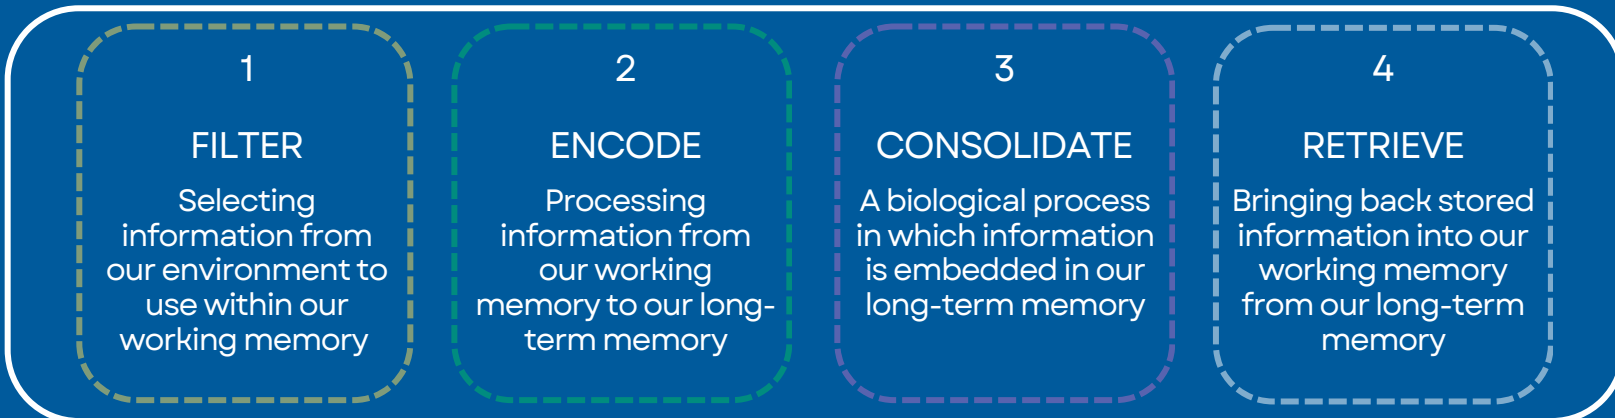 1
FILTER
Selecting
information from
our environment to
use within our
working memory
2
ENCODE
Processing
information from
our working
memory to our long-
term memory
3
CONSOLIDATE
A biological process
in which information
is embedded in our
long-term memory
4
RETRIEVE
Bringing back stored
information into our
working memory
from our long-term
memory